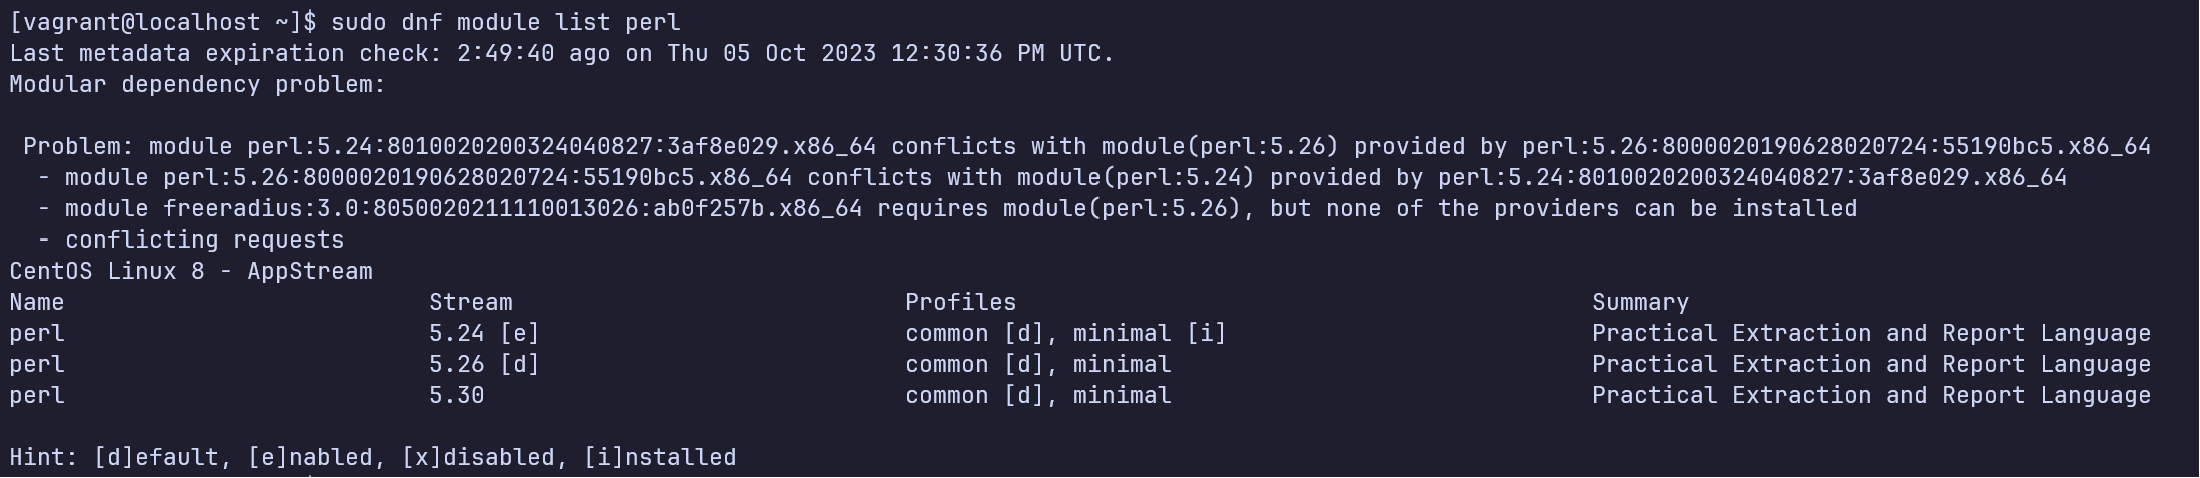 [vagrant@localhost ~]$ sudo dnf module list perl
Last metadata expiration check: 2:49:40 ago on Thu 05 Oct 2023 12:30:36 PM UTC.
Modular dependency problem:

 Problem: module perl:5.24:8010020200324040827:3af8e029.x86_64 conflicts with module(perl:5.26) provided by perl:5.26:8000020190628020724:55190bc5.x86_64
  - module perl:5.26:8000020190628020724:55190bc5.x86_64 conflicts with module(perl:5.24) provided by perl:5.24:8010020200324040827:3af8e029.x86_64
  - module freeradius:3.0:8050020211110013026:ab0f257b.x86_64 requires module(perl:5.26), but none of the providers can be installed
  - conflicting requests
CentOS Linux 8 - AppStream
Name                          Stream                            Profiles                                         Summary
perl                          5.24 [e]                          common [d], minimal [i]                          Practical Extraction and Report Language
perl                          5.26 [d]                          common [d], minimal                              Practical Extraction and Report Language
perl                          5.30                              common [d], minimal                              Practical Extraction and Report Language

Hint: [d]efault, [e]nabled, [x]disabled, [i]nstalled